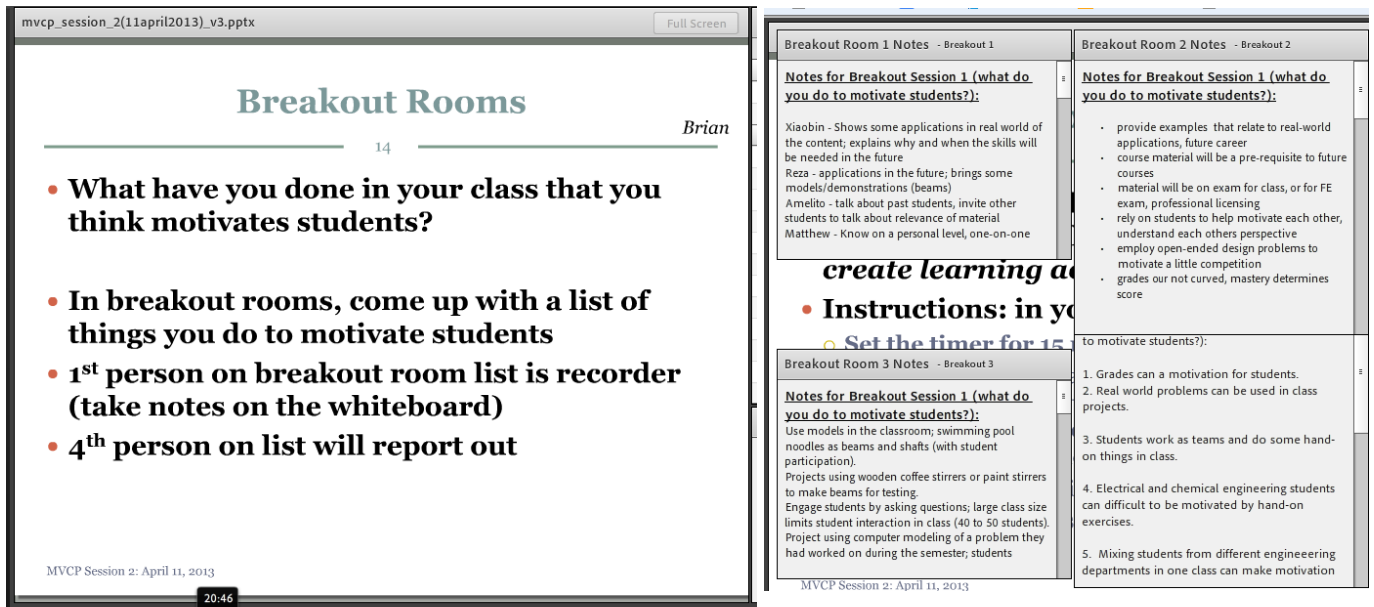 mvcp_session_2(11april2013)_v3.pptx
Full Screen
Breakout Rooms
Brian
14
• What have you done in your class that you
think motivates students?
• In breakout rooms, come up with a list of
things you do to motivate students
• 1st person on breakout room list is recorder
(take notes on the whiteboard)
• 4th person on list will report out
MVCP Session 2: April 11, 2013
20:46
Breakout Room 1 Notes - Breakout 1
Notes for Breakout Session 1 (what do
you do to motivate students?):
Xiaobin - Shows some applications in real world of
the content; explains why and when the skills will
be needed in the future
Reza - applications in the future; brings some
models/demonstrations (beams)
Amelito - talk about past students, invite other
students to talk about relevance of material
Matthew - Know on a personal level, one-on-one
Breakout Room 2 Notes - Breakout 2
Notes for Breakout Session 1 (what do
you do to motivate students?):
• provide examples that relate to real-world
applications, future career
• course material will be a pre-requisite to future
courses
• material will be on exam for class, or for FE
exam, professional licensing
• rely on students to help motivate each other,
understand each others perspective
• employ open-ended design problems to
motivate a little competition
• grades our not curved, mastery determines
score
create learning a
• Instructions: in yo
Set the timer for 15
Breakout Room 3 Notes - Breakout 3
Notes for Breakout Session 1 (what do
you do to motivate students?):
Use models in the classroom; swimming pool
noodles as beams and shafts (with student
participation).
Projects using wooden coffee stirrers or paint stirrers
to make beams for testing.
Engage students by asking questions; large class size
limits student interaction in class (40 to 50 students).
Project using computer modeling of a problem they
had worked on during the semester; students
to motivate students?):
1. Grades can a motivation for students.
2. Real world problems can be used in class
projects.
3. Students work as teams and do some hand-
on things in class.
4. Electrical and chemical engineering students
can difficult to be motivated by hand-on
exercises.
5. Mixing students from different engineeering
departments in one class can make motivation
MVCP Session 2: April 11, 2013